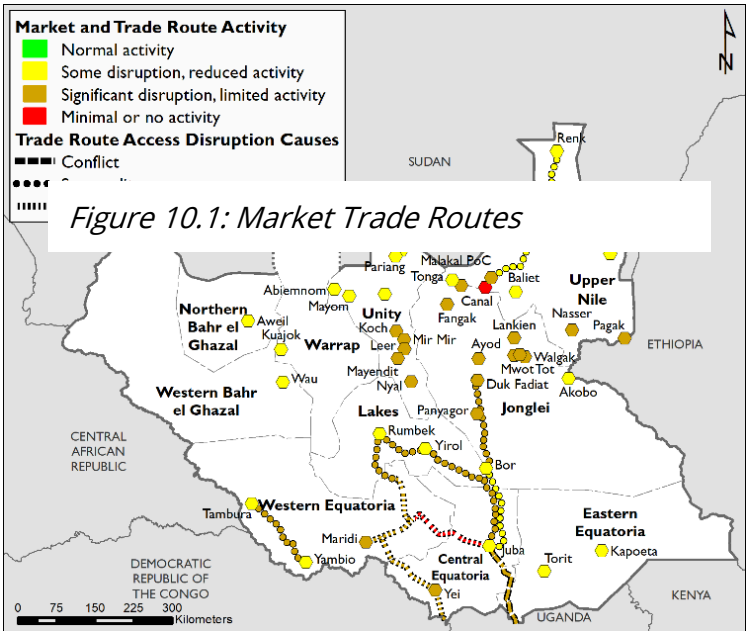 Market and Trade Route Activity
Normal activity
Some disruption, reduced activity
Significant disruption, limited activity
Minimal or no activity
Trade Route Access Disruption Causes
Conflict
N
Renk
SUDAN
Figure 10.1: Market Trade Routes
Pariang
Malakal PoC
Tonga
Baliet
Upper
Nile
Abiemnom
Mayom
Canal
Fangak
Unity
Northern
Bahr el
Ghazal
Aweil
Kuajok
Koch
Nasser
Pagak
Lankien
Warrap
Mir Mir
Leer
Ayod
Walgak
ETHIOPIA
Mayendit
Mwot Tot
Wau
Nyal
Duk Fadiat
Akobo
Western Bahr
el Ghazal
Lakes
Panyagor
Jonglei
Rumbek
Yirol
CENTRAL
AFRICAN
REPUBLIC
Bor
Western Equatoria
Tambura
Eastern
Equatoria
Maridi
Juba
Kapoeta
Central
Equatoria
Torit
Yambio
DEMOCRATIC
REPUBLIC OF
THE CONGO
Yei
KENYA
UGANDA
0 75 150 225 300
Kilometers